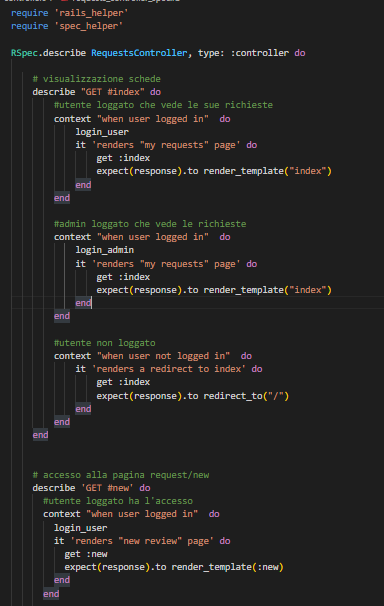 require 'rails_helper'
require 'spec_helper'
RSpec.describe RequestsController, type: :controller do
# visualizzazione schede
describe "GET #index" do
#utente loggato che vede le sue richieste
context "when user logged in"  do
login_user
it 'renders "my requests" page' do
get :index
expect(response).to render_template("index")
end
end
#admin loggato che vede le richieste
context "when user logged in"  do
login_admin
it 'renders "my requests" page' do
get :index
expect(response).to render_template("index")
end
end
#utente non loggato
context "when user not logged in"  do
it 'renders a redirect to index' do
get :index
expect(response).to redirect_to("/")
end
end
end
# accesso alla pagina request/new
describe 'GET #new' do
#utente loggato ha l'accesso
context "when user logged in"  do
login_user
it 'renders "new review" page' do
get :new
expect(response).to render_template(:new)
end
end